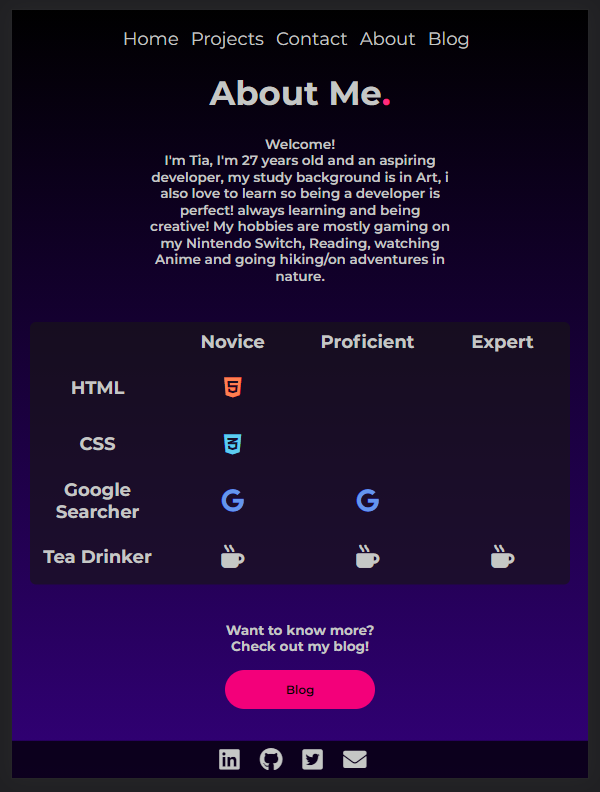 Home Projects Contact About Blog
About Me.
Welcome!
I'm Tia, I'm 27 years old and an aspiring
developer, my study background is in Art, i
also love to learn so being a developer is
perfect! always learning and being
creative! My hobbies are mostly gaming on
my Nintendo Switch, Reading, watching
Anime and going hiking/on adventures in
nature.
Novice Proficient Expert
HTML
CSS
Google
Searcher
Tea Drinker
Want to know more?
Check out my blog!
Blog